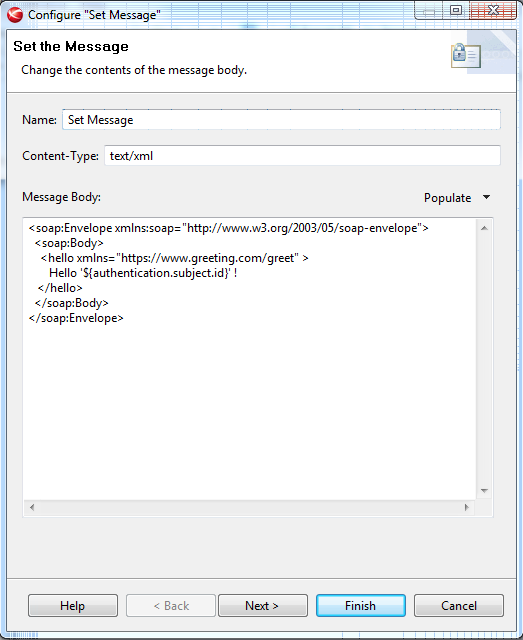 Configure "Set Message"
Set the Message
Change the contents of the message body.
Name: Set Message
Content-Type: text/xml
Message Body: Populate
<soap:Envelope xmlns:soap="http://www.w3.org/2003/05/soap-envelope">
<soap:Body>
<hello xmlns="https://www.greeting.com/greet" >
Hello '${authentication.subject.id}' !
</hello>
</soap:Body>
</soap:Envelope>
Help < Back Next > Finish Cancel